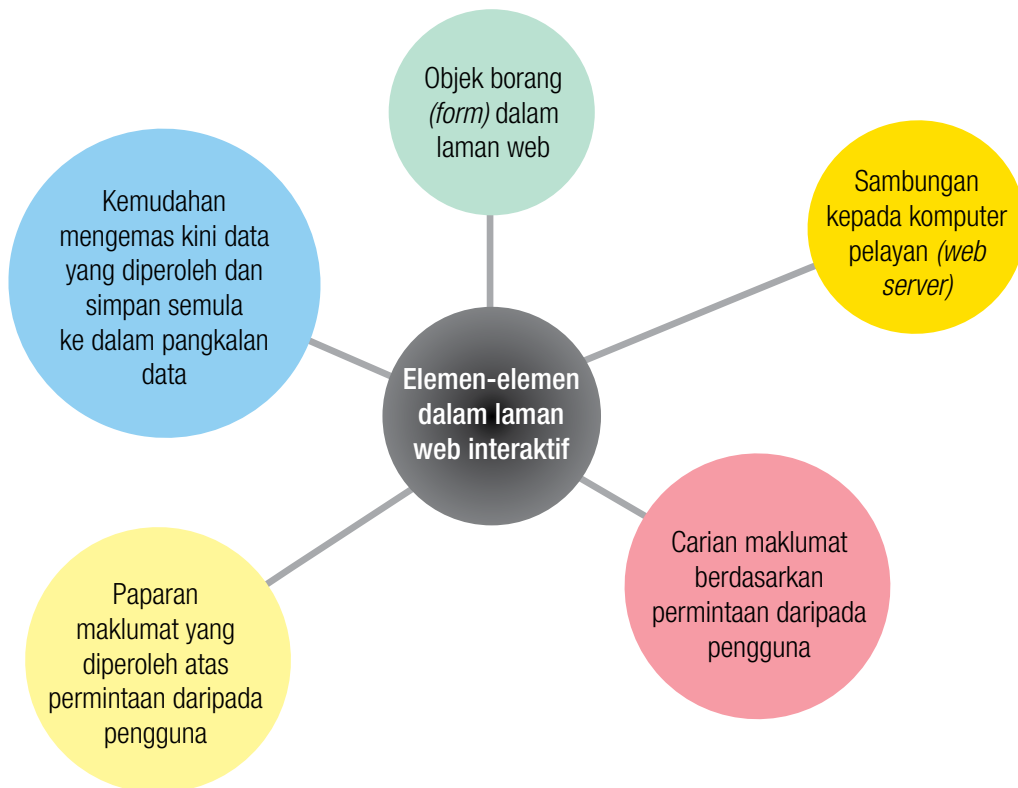 Objek borang
(form) dalam
laman web
Sambungan
kepada komputer
pelayan (web
server)
Kemudahan
mengemas kini data
yang diperoleh dan
simpan semula
ke dalam pangkalan
data
Elemen-elemen
dalam laman
web interaktif
Carian maklumat
berdasarkan
permintaan daripada
pengguna
Paparan
maklumat yang
diperoleh atas
permintaan daripada
pengguna